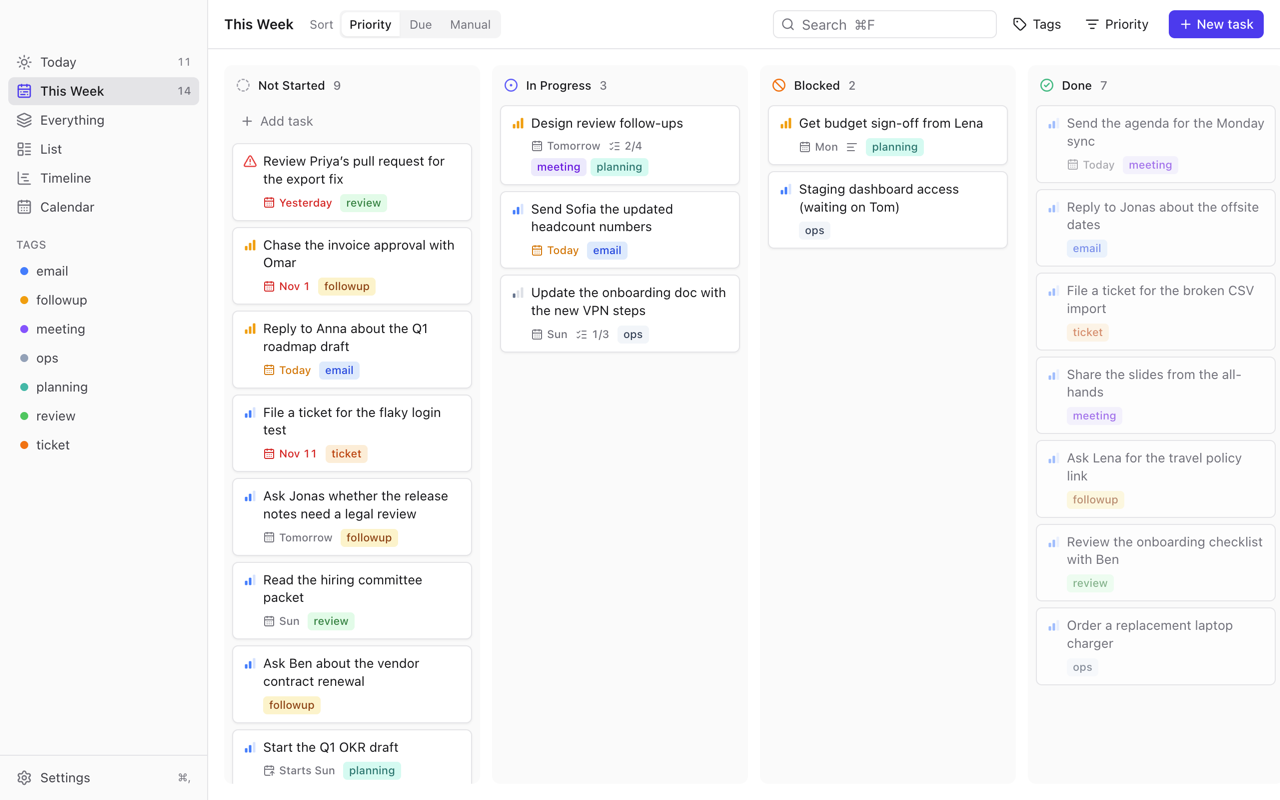 This Week
Sort
Priority
Due
Manual
Search ⌘F
Tags
Priority
+ New task
Today 11
This Week 14
Everything
List
Timeline
Calendar
TAGS
email
followup
meeting
ops
planning
review
ticket
Settings ⌘,
Not Started 9
+ Add task
Review Priya's pull request for
the export fix
Yesterday review
Chase the invoice approval with
Omar
Nov 1 followup
Reply to Anna about the Q1
roadmap draft
Today email
File a ticket for the flaky login
test
Nov 11 ticket
Ask Jonas whether the release
notes need a legal review
Tomorrow followup
Read the hiring committee
packet
Sun review
Ask Ben about the vendor
contract renewal
followup
Start the Q1 OKR draft
Starts Sun planning
In Progress 3
Design review follow-ups
Tomorrow 2/4
meeting planning
Send Sofia the updated
headcount numbers
Today email
Update the onboarding doc with
the new VPN steps
Sun 1/3 ops
Blocked 2
Get budget sign-off from Lena
Mon planning
Staging dashboard access
(waiting on Tom)
ops
Done 7
Send the agenda for the Monday
sync
Today meeting
Reply to Jonas about the offsite
dates
email
File a ticket for the broken CSV
import
ticket
Share the slides from the all-
hands
meeting
Ask Lena for the travel policy
link
followup
Review the onboarding checklist
with Ben
review
Order a replacement laptop
charger
ops